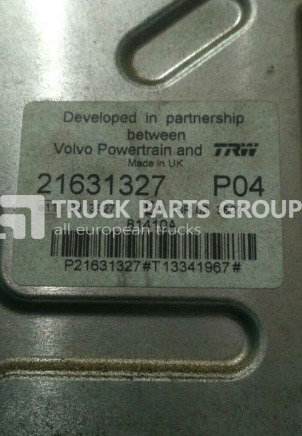 Developed in partnership
between
Volvo Powertrain and TRW
Made in UK
21631327 P04
TRUCK PARTS GROUP
all european trucks
P21631327#T13341967#